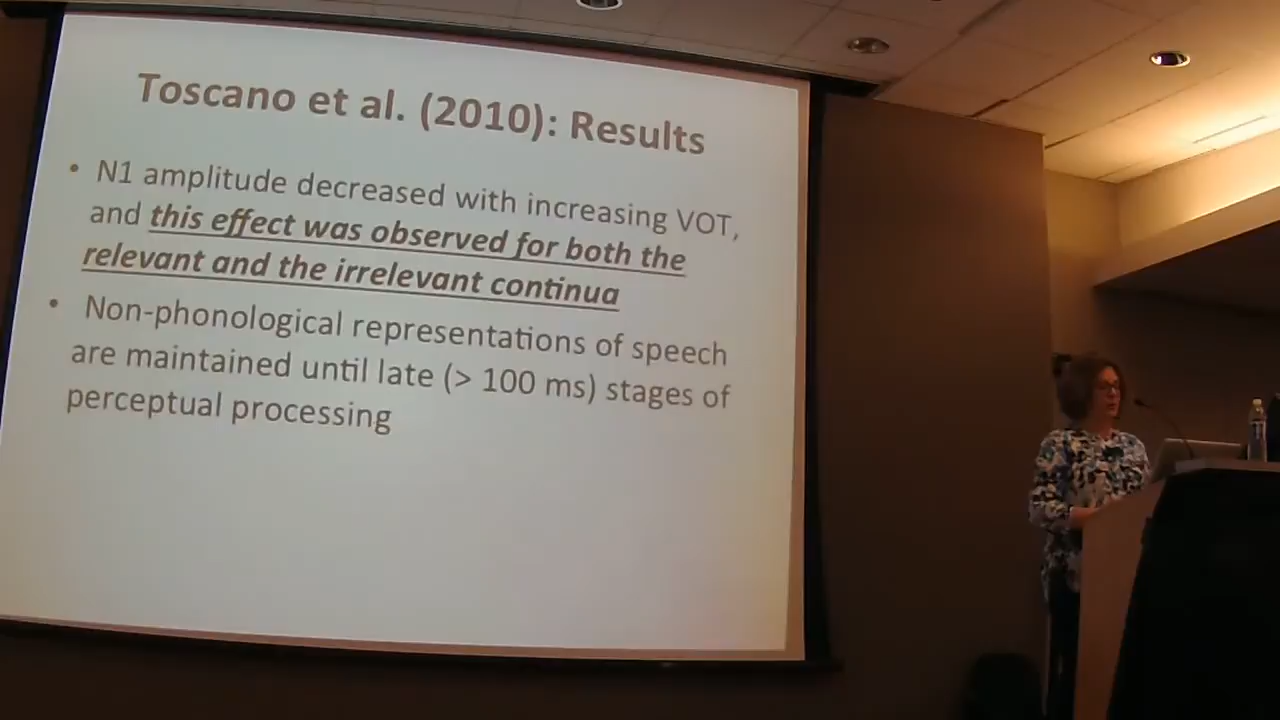 Toscano et al. (2010): Results
• N1 amplitude decreased with increasing VOT,
and this effect was observed for both the
relevant and the irrelevant continua
• Non-phonological representations of speech
are maintained until late (> 100 ms) stages of
perceptual processing